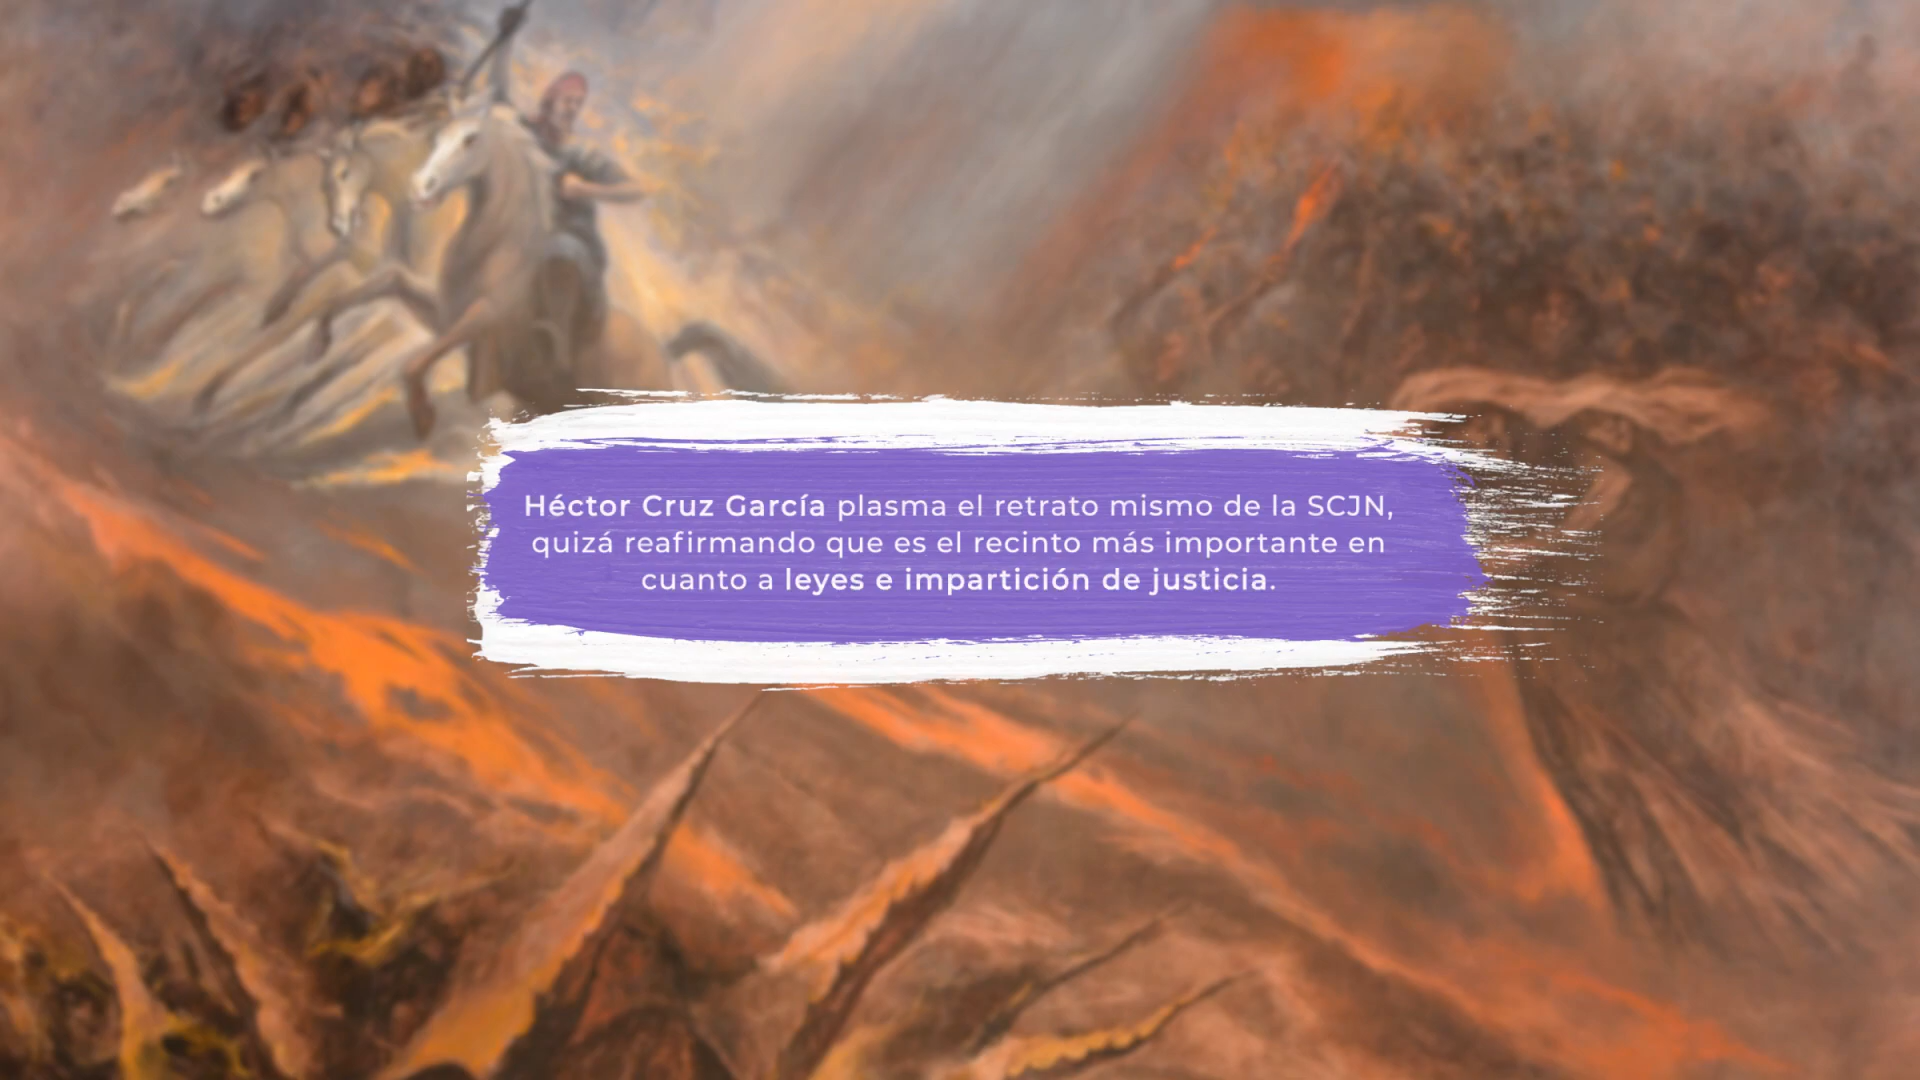 Héctor Cruz García plasma el retrato mismo de la SCJN,
quizá reafirmando que es el recinto más importante en
cuanto a leyes e impartición de justicia.